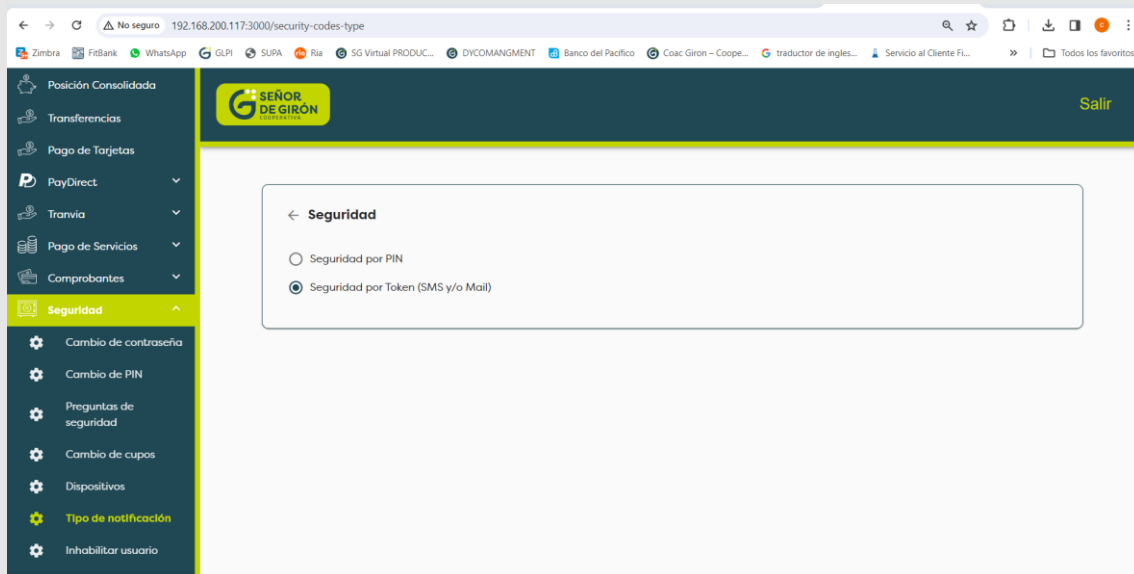 No seguro 192.168.200.117:3000/security-codes-type
Zimbra FitBank WhatsApp GLPI SUPA Ria SG Virtual PRODUC... DYCOMANGMENT Banco del Pacífico Coac Giron – Coope... traductor de ingles... Servicio al Cliente Fi... » Todos los favoritos
Posición Consolidada
Transferencias
Pago de Tarjetas
PayDirect
Tranvia
Pago de Servicios
Comprobantes
Seguridad
Cambio de contraseña
Cambio de PIN
Preguntas de
seguridad
Cambio de cupos
Dispositivos
Tipo de notificación
Inhabilitar usuario
SEÑOR
DE GIRÓN
COOPERATIVA
Salir
← Seguridad
Seguridad por PIN
Seguridad por Token (SMS y/o Mail)